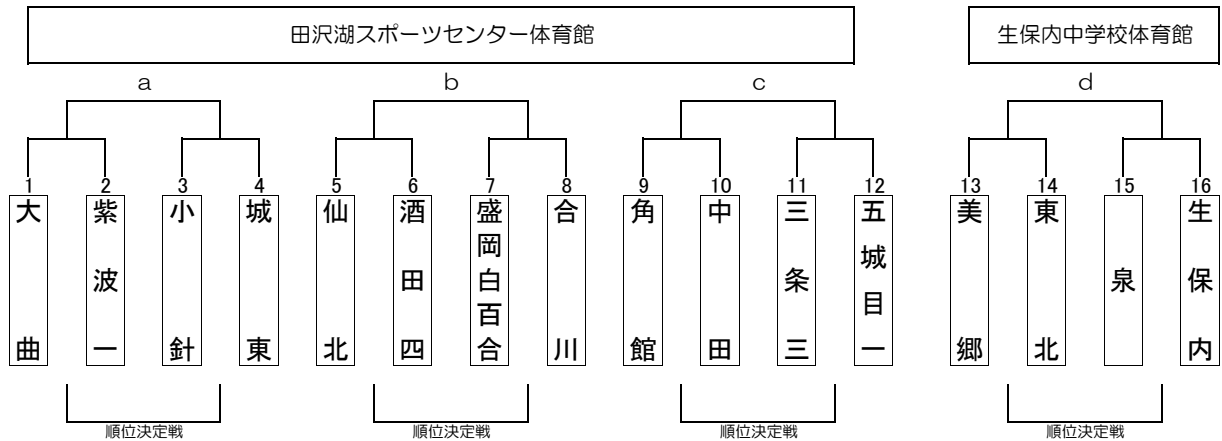 田沢湖スポーツセンター体育館 生保内中学校体育館
a b c d
1 2 3 4 5 6 7 8 9 10 11 12 13 14 15 16
大曲
紫波一
小針
城東
仙北
酒田四
盛岡白百合
合川
角館
中田
三条三
五城目一
美郷
東北
泉
生保内
順位決定戦 順位決定戦 順位決定戦 順位決定戦